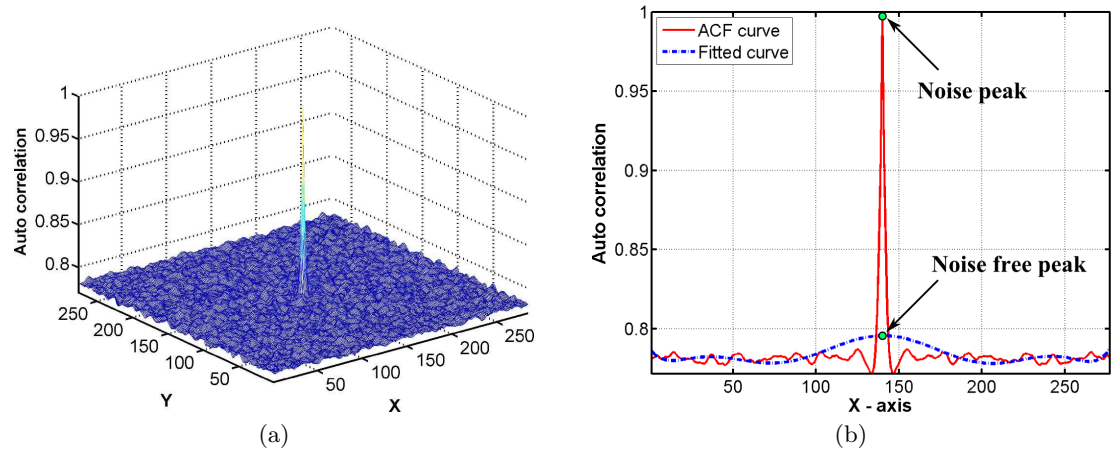 1
0.95
0.9
0.85
0.8
Auto correlation
250
200
150
100
50
Y
50
100
150
200
250
X
(a)
1
0.95
0.9
0.85
0.8
Auto correlation
ACF curve
Fitted curve
Noise peak
Noise free peak
50
100
150
200
250
X - axis
(b)